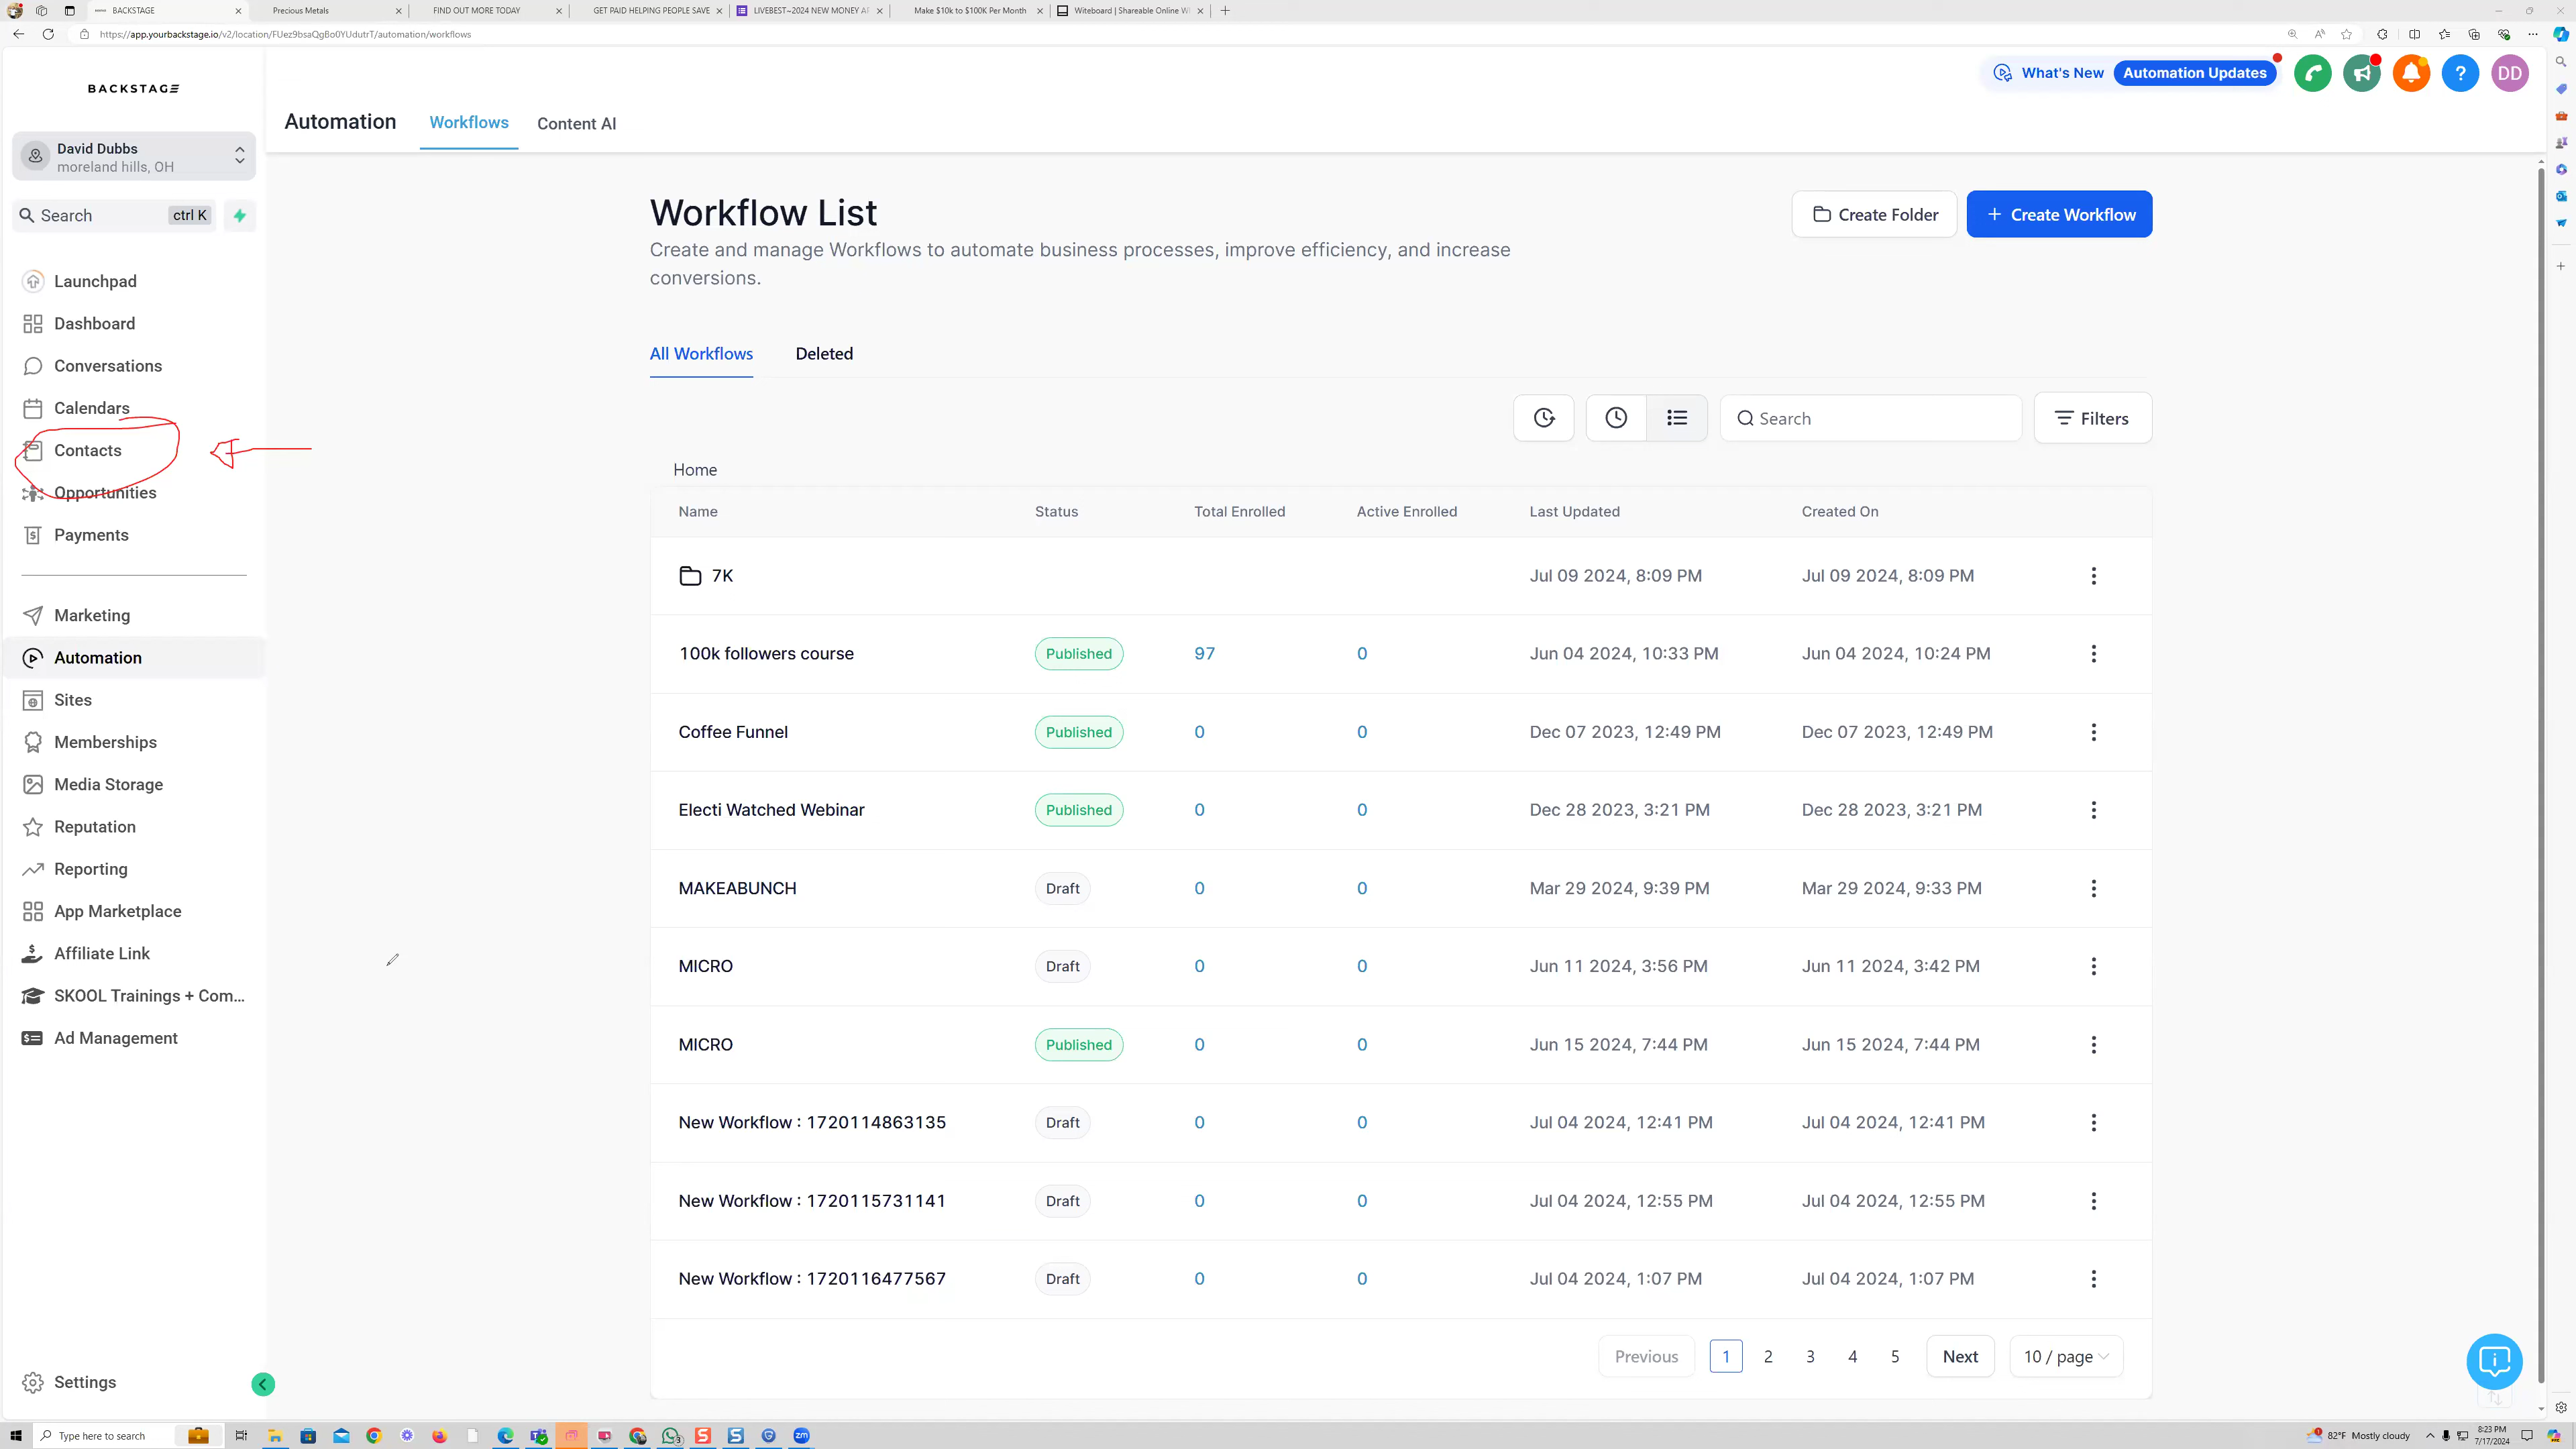 BACKSTAGE
Precious Metals
FIND OUT MORE TODAY
GET PAID HELPING PEOPLE SAVE
LIVEBEST~2024 NEW MONEY
Make $10k to $100K Per Month
Witeboard | Shareable Online
https://app.yourbackstage.io/v2/location/FUez9bsaQgBo0YUdutrT/automation/workflows
BACKSTAGE
What's New
Automation Updates
?
DD
Automation
Workflows
Content AI
David Dubbs
moreland hills, OH
Search
ctrl K
Launchpad
Dashboard
Conversations
Calendars
Contacts
Opportunities
Payments
Marketing
Automation
Sites
Memberships
Media Storage
Reputation
Reporting
App Marketplace
Affiliate Link
SKOOL Trainings + Com...
Ad Management
Settings
Workflow List
Create and manage Workflows to automate business processes, improve efficiency, and increase
conversions.
Create Folder
+ Create Workflow
All Workflows
Deleted
Search
Filters
Home
Name Status Total Enrolled Active Enrolled Last Updated Created On
7K Jul 09 2024, 8:09 PM Jul 09 2024, 8:09 PM
100k followers course Published 97 0 Jun 04 2024, 10:33 PM Jun 04 2024, 10:24 PM
Coffee Funnel Published 0 0 Dec 07 2023, 12:49 PM Dec 07 2023, 12:49 PM
Electi Watched Webinar Published 0 0 Dec 28 2023, 3:21 PM Dec 28 2023, 3:21 PM
MAKEABUNCH Draft 0 0 Mar 29 2024, 9:39 PM Mar 29 2024, 9:33 PM
MICRO Draft 0 0 Jun 11 2024, 3:56 PM Jun 11 2024, 3:42 PM
MICRO Published 0 0 Jun 15 2024, 7:44 PM Jun 15 2024, 7:44 PM
New Workflow : 1720114863135 Draft 0 0 Jul 04 2024, 12:41 PM Jul 04 2024, 12:41 PM
New Workflow : 1720115731141 Draft 0 0 Jul 04 2024, 12:55 PM Jul 04 2024, 12:55 PM
New Workflow : 1720116477567 Draft 0 0 Jul 04 2024, 1:07 PM Jul 04 2024, 1:07 PM
Previous 1 2 3 4 5 Next 10 / page
Type here to search
82°F Mostly cloudy
8:23 PM
7/17/2024